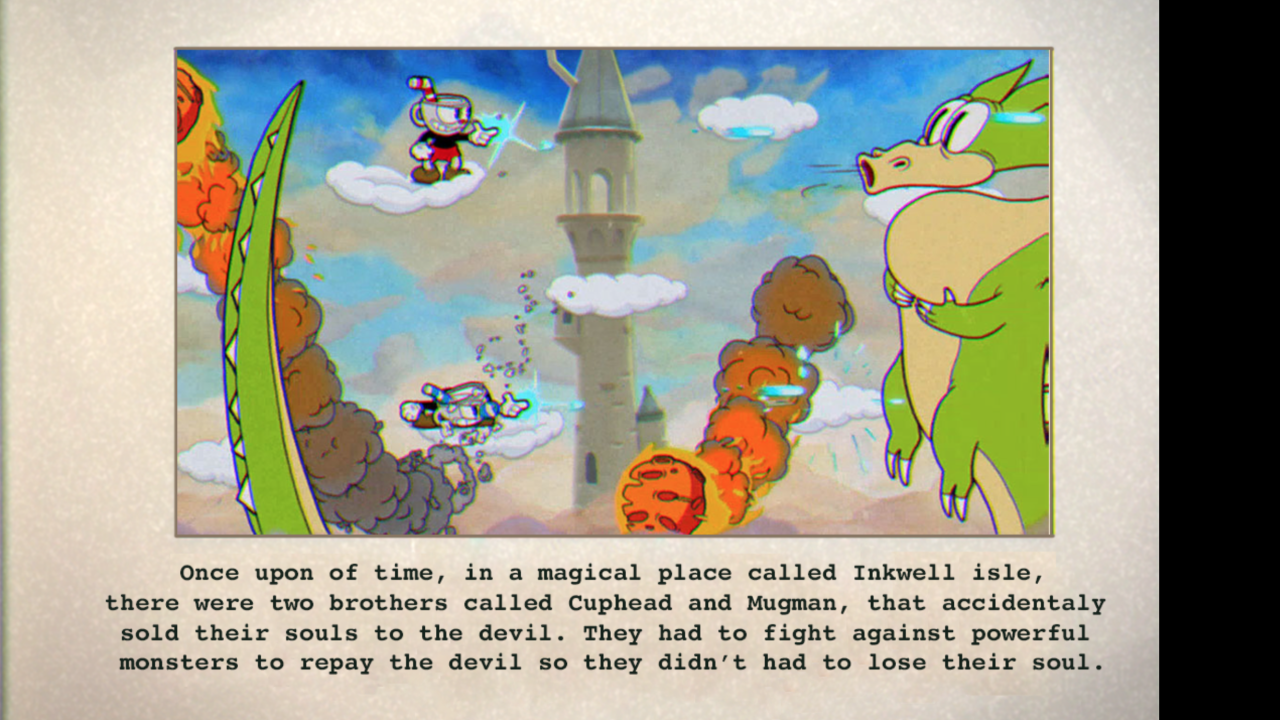 Once upon of time, in a magical place called Inkwell isle,
there were two brothers called Cuphead and Mugman, that accidentaly
sold their souls to the devil. They had to fight against powerful
monsters to repay the devil so they didn’t had to lose their soul.